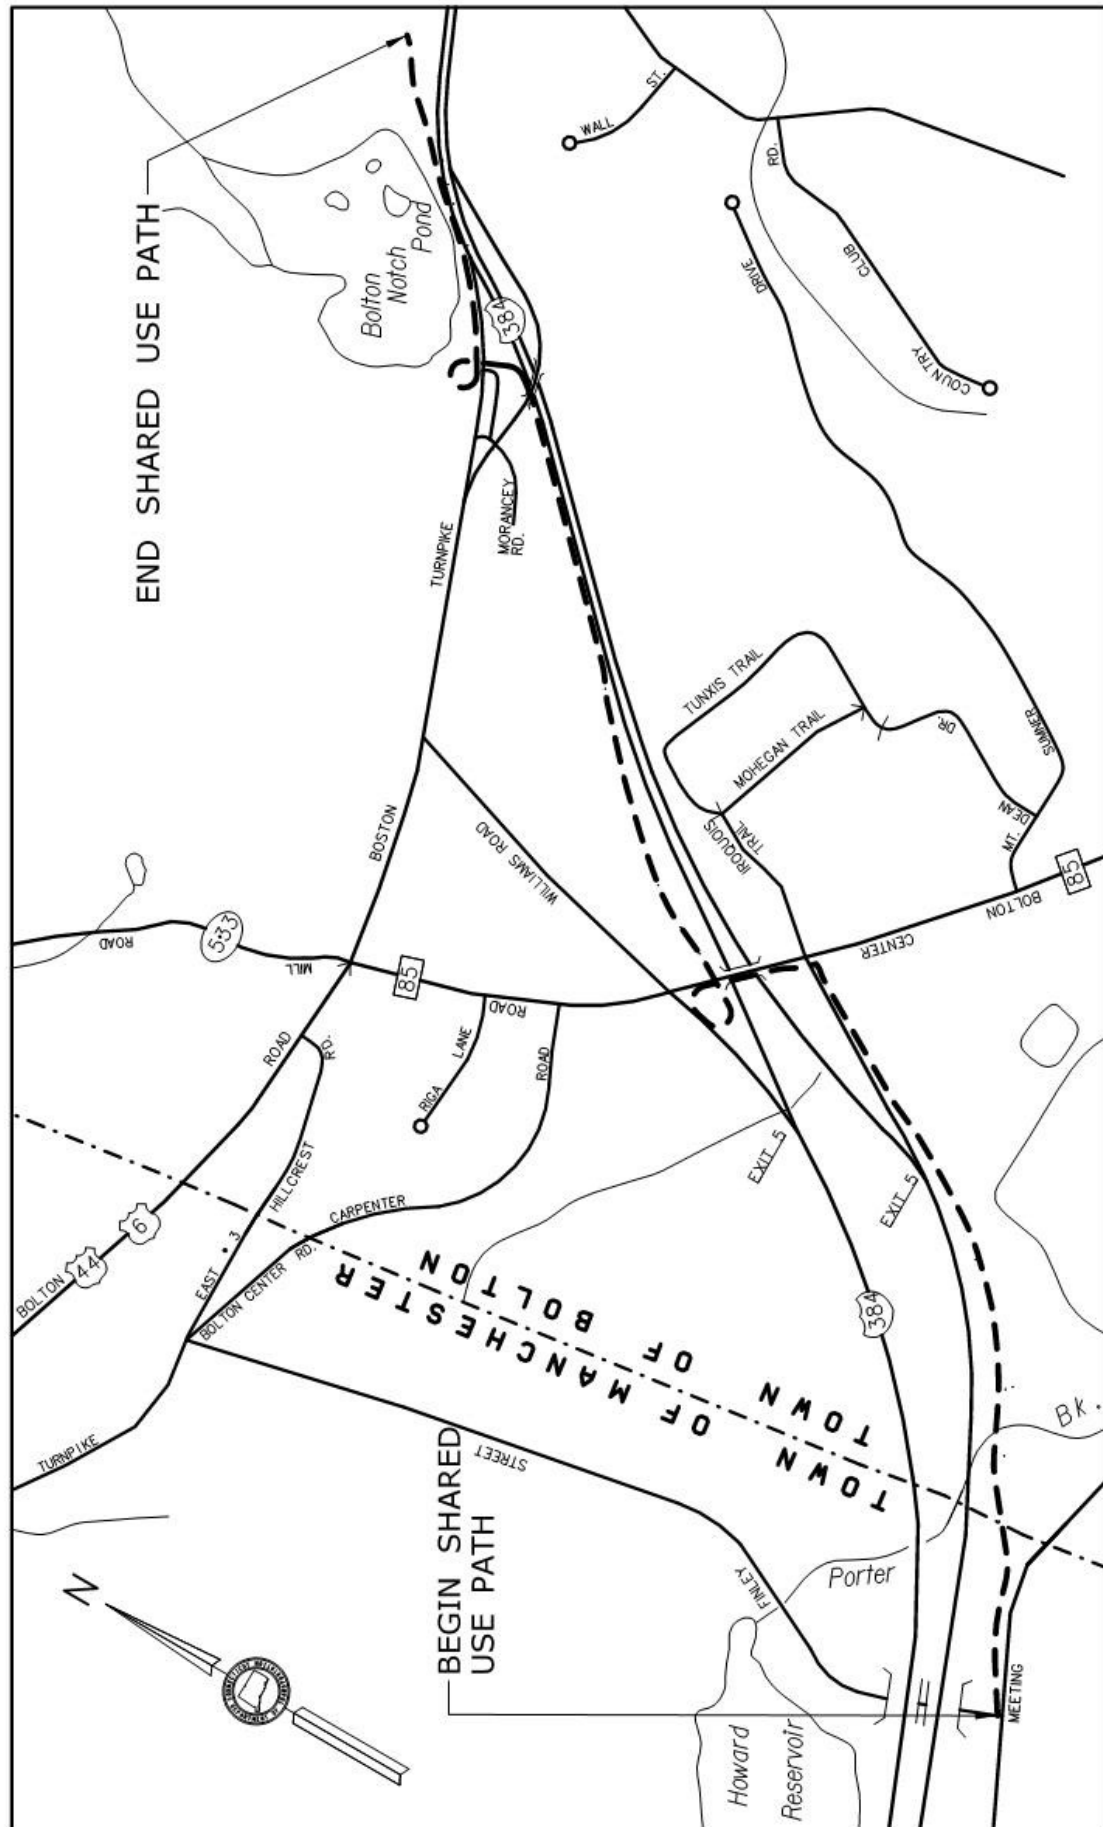 END SHARED USE PATH
Bolton
Notch
Pond
384
WALL
ST.
RD.
CLUB
COUNTRY
DRIVE
SUMNER
MT.
DEAN
DR.
TURNPIKE
MORANCEY
RD.
BOSTON
WILLIAMS ROAD
TUNXIS TRAIL
MOHEGAN TRAIL
IROQUOIS
TRAIL
ROAD
533
MILL
85
ROAD
CENTER
BOLTON
85
ROAD
RD.
RIGA
LANE
ROAD
HILLCREST
EAST
.3
CARPENTER
BOLTON CENTER RD.
6
44
BOLTON
EXIT 5
EXIT 5
384
TOWN OF MANCHESTER
TOWN OF BOLTON
TURNPIKE
STREET
FINLEY
BEGIN SHARED
USE PATH
Porter
Bk.
MEETING
Howard
Reservoir
N